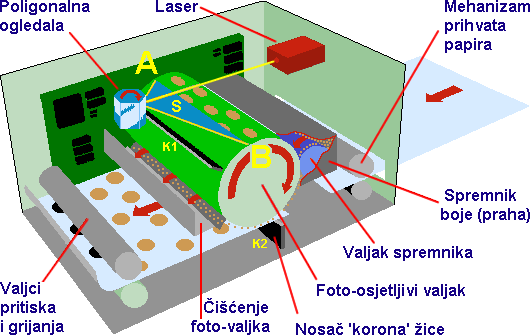 Poligonalna
ogledala
Laser
Mehanizam
prihvata
papira
A
S
K1
B
Spremnik
boje (praha)
Valjak spremnika
K2
Foto-osjetljivi valjak
Valjci
pritiska
i grijanja
Čišćenje
foto-valjka
Nosač 'korona' žice